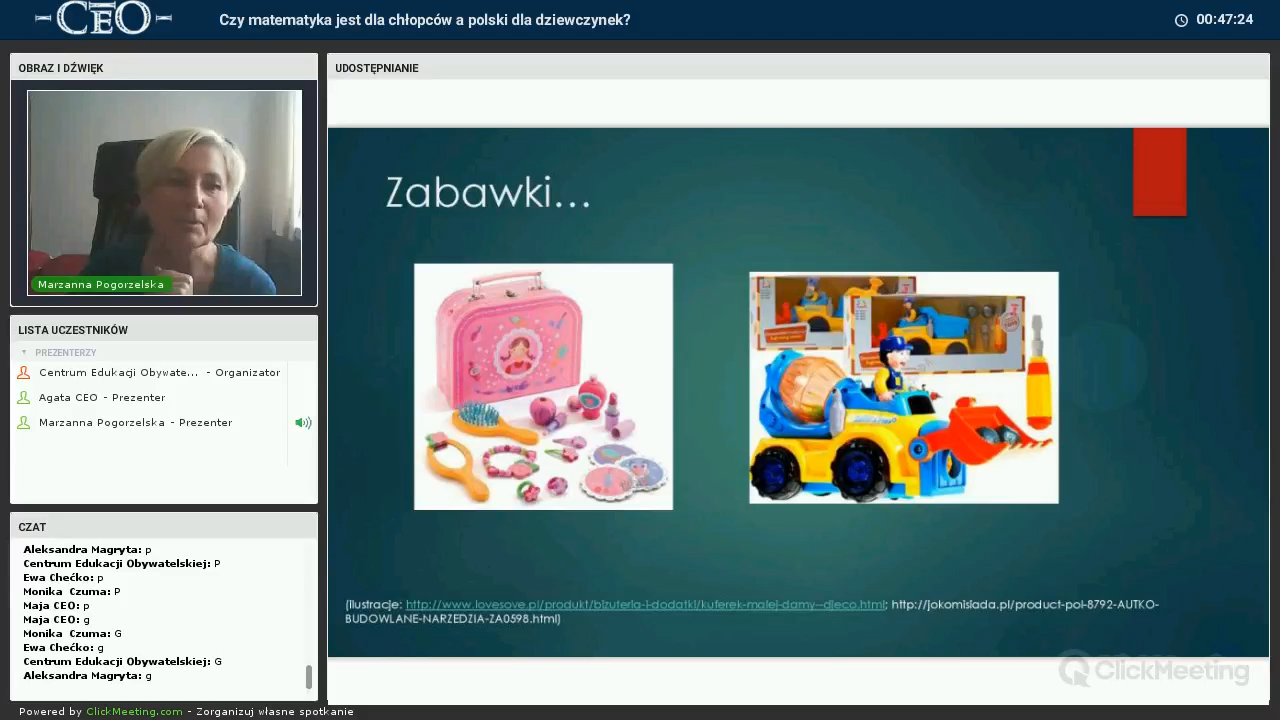 CEO
Czy matematyka jest dla chłopców a polski dla dziewczynek?
00:47:24
OBRAZ I DŹWIĘK
Marzanna Pogorzelska
LISTA UCZESTNIKÓW
PREZENTERZY
Centrum Edukacji Obywate... - Organizator
Agata CEO - Prezenter
Marzanna Pogorzelska - Prezenter
CZAT
Aleksandra Magryta: p
Centrum Edukacji Obywatelskiej: P
Ewa Chećko: p
Monika Czuma: P
Maja CEO: p
Maja CEO: g
Monika Czuma: G
Ewa Chećko: g
Centrum Edukacji Obywatelskiej: G
Aleksandra Magryta: g
UDOSTĘPNIANIE
Zabawki...
(Ilustracje: http://www.lovesove.pl/produkt/bizuteria-i-dodatki/kuferek-malej-damy--djeco.html; http://jokomisiada.pl/product-pol-8792-AUTKO-
BUDOWLANE-NARZEDZIA-ZA0598.html)
ClickMeeting
Powered by ClickMeeting.com - Zorganizuj własne spotkanie